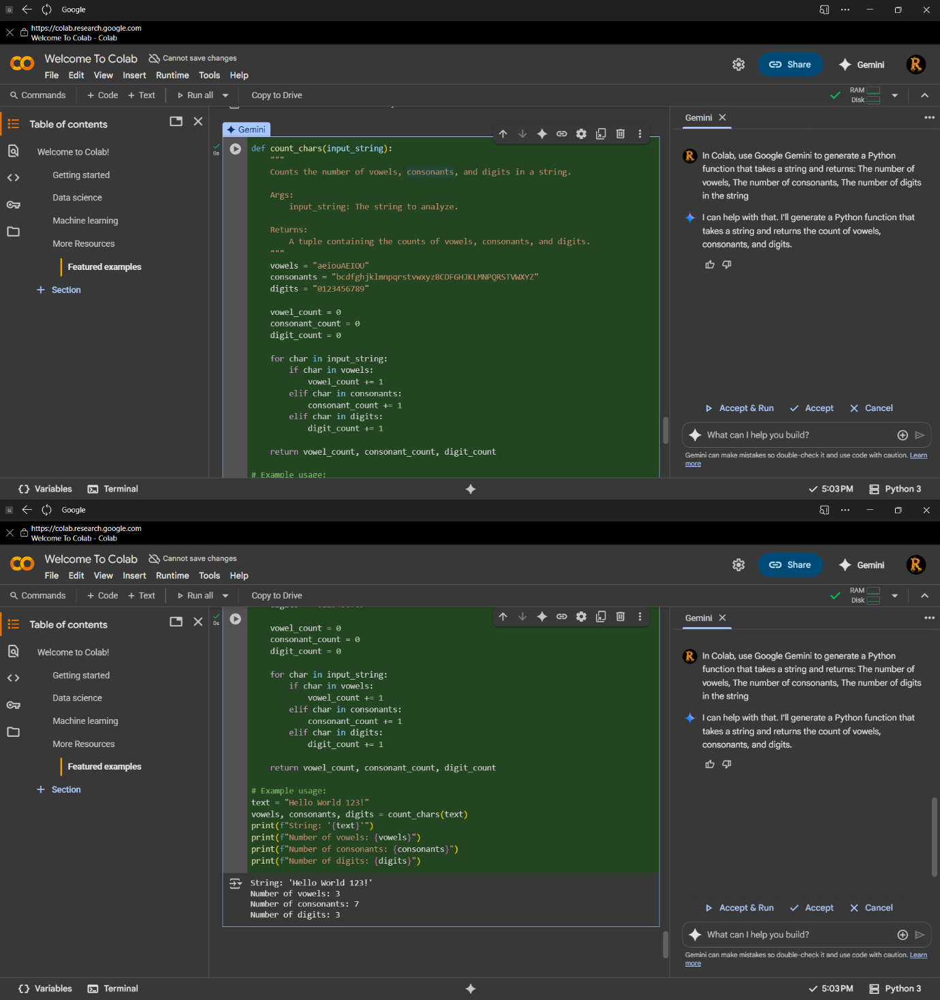 Google
https://colab.research.google.com
Welcome To Colab - Colab
Welcome To Colab Cannot save changes
File Edit View Insert Runtime Tools Help
Share
Gemini
Commands + Code + Text Run all Copy to Drive
RAM
Disk
Table of contents
Welcome to Colab!
Getting started
Data science
Machine learning
More Resources
Featured examples
+ Section
Gemini
0s
def count_chars(input_string):
"""
Counts the number of vowels, consonants, and digits in a string.
Args:
input_string: The string to analyze.
Returns:
A tuple containing the counts of vowels, consonants, and digits.
"""
vowels = "aeiouAEIOU"
consonants = "bcdfghjklmnpqrstvwxyzBCDFGHJKLMNPQRSTVWXYZ"
digits = "0123456789"
vowel_count = 0
consonant_count = 0
digit_count = 0
for char in input_string:
if char in vowels:
vowel_count += 1
elif char in consonants:
consonant_count += 1
elif char in digits:
digit_count += 1
return vowel_count, consonant_count, digit_count
# Example usage:
Gemini
In Colab, use Google Gemini to generate a Python
function that takes a string and returns: The number of
vowels, The number of consonants, The number of digits
in the string
I can help with that. I'll generate a Python function that
takes a string and returns the count of vowels,
consonants, and digits.
Accept & Run Accept Cancel
What can I help you build?
Gemini can make mistakes so double-check it and use code with caution. Learn
more
Variables Terminal
5:03 PM Python 3
Google
https://colab.research.google.com
Welcome To Colab - Colab
Welcome To Colab Cannot save changes
File Edit View Insert Runtime Tools Help
Share
Gemini
Commands + Code + Text Run all Copy to Drive
RAM
Disk
Table of contents
Welcome to Colab!
Getting started
Data science
Machine learning
More Resources
Featured examples
+ Section
0s
vowel_count = 0
consonant_count = 0
digit_count = 0
for char in input_string:
if char in vowels:
vowel_count += 1
elif char in consonants:
consonant_count += 1
elif char in digits:
digit_count += 1
return vowel_count, consonant_count, digit_count
# Example usage:
text = "Hello World 123!"
vowels, consonants, digits = count_chars(text)
print(f"String: '{text}'")
print(f"Number of vowels: {vowels}")
print(f"Number of consonants: {consonants}")
print(f"Number of digits: {digits}")
String: 'Hello World 123!'
Number of vowels: 3
Number of consonants: 7
Number of digits: 3
Gemini
In Colab, use Google Gemini to generate a Python
function that takes a string and returns: The number of
vowels, The number of consonants, The number of digits
in the string
I can help with that. I'll generate a Python function that
takes a string and returns the count of vowels,
consonants, and digits.
Accept & Run Accept Cancel
What can I help you build?
Gemini can make mistakes so double-check it and use code with caution. Learn
more
Variables Terminal
5:03 PM Python 3